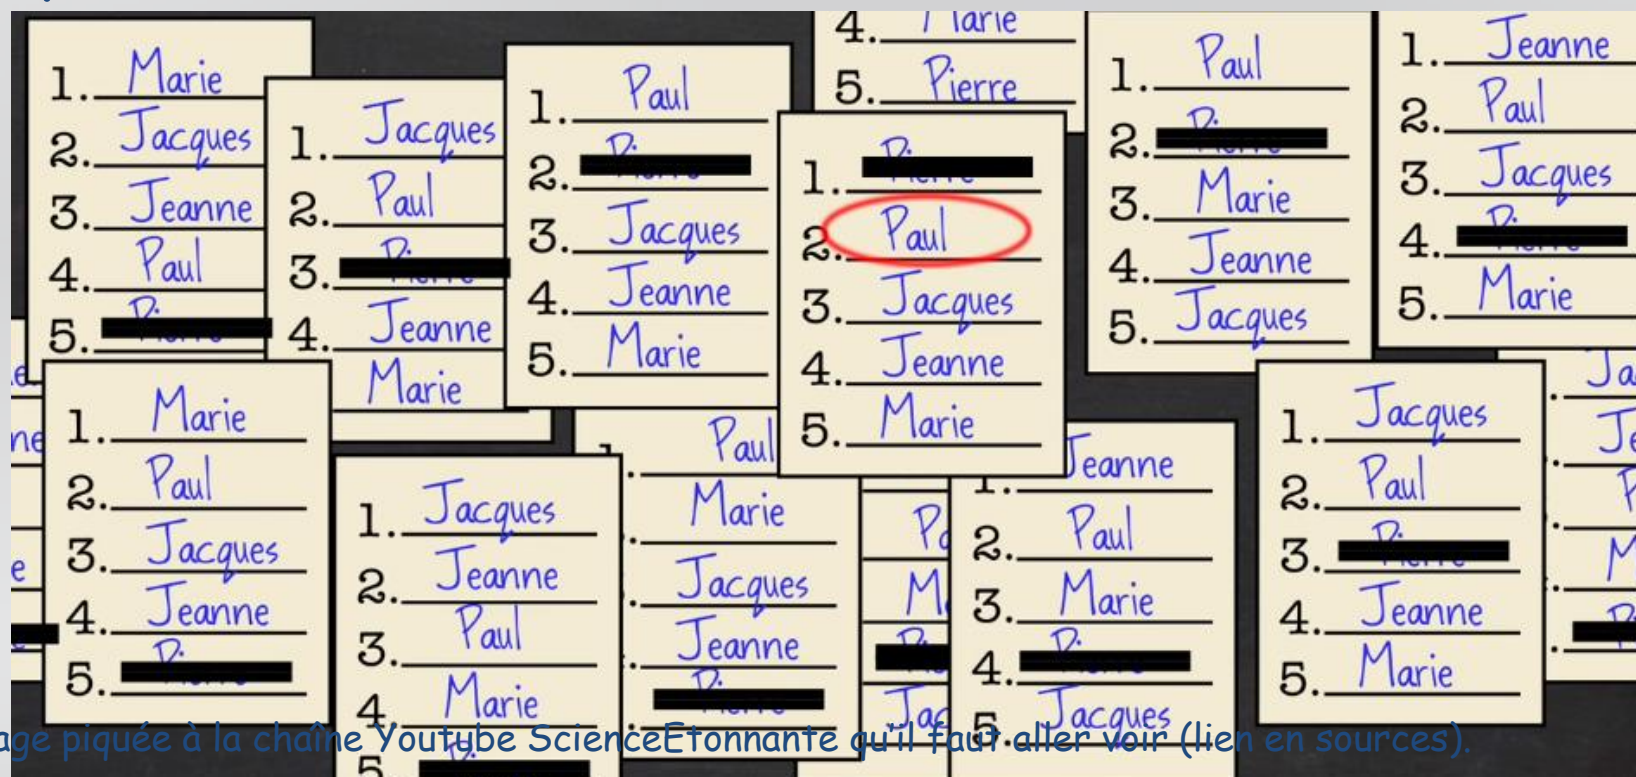 1. Marie
2. Jacques
3. Jeanne
4. Paul
5.
1. Jacques
2. Paul
3.
4. Jeanne
Marie
1. Paul
2.
3. Jacques
4. Jeanne
5. Marie
4. Marie
5. Pierre
1.
2. Paul
3. Jacques
4. Jeanne
5. Marie
1. Paul
2.
3. Marie
4. Jeanne
5. Jacques
1. Jeanne
2. Paul
3. Jacques
4.
5. Marie
1. Marie
2. Paul
3. Jacques
4. Jeanne
5.
1. Jacques
2. Jeanne
3. Paul
4. Marie
5.
Paul
Marie
Jacques
Jeanne
1. Jeanne
2. Paul
3. Marie
4.
5. Jacques
1. Jacques
2. Paul
3.
4. Jeanne
5. Marie
piquée à la chaîne Youtube ScienceEtonnante qu'il faut aller voir (lien en sources).